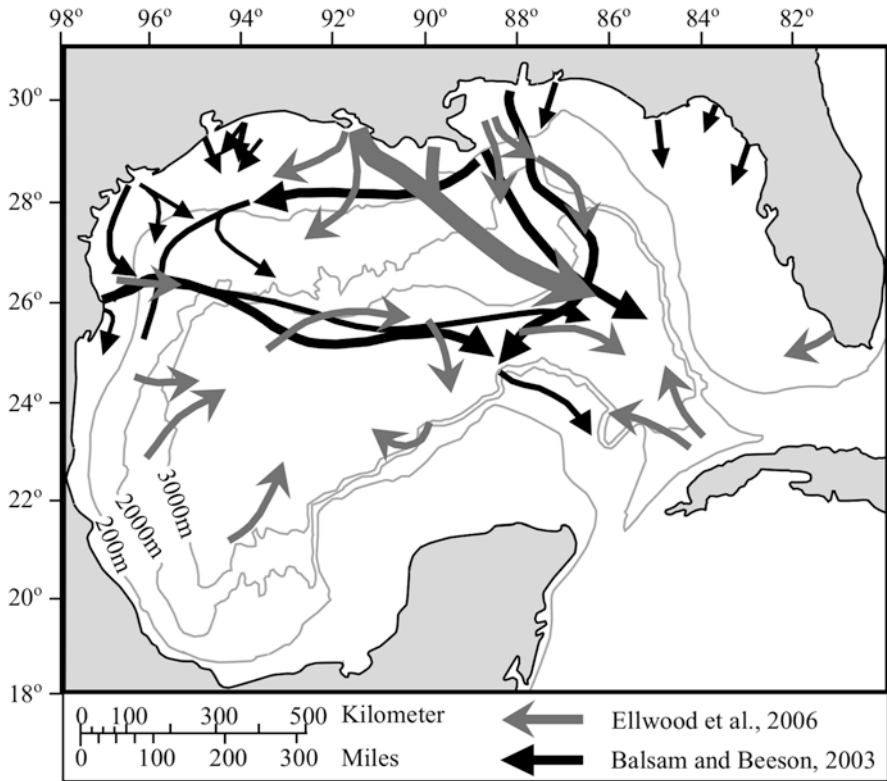 98º 96º 94º 92º 90º 88º 86º 84º 82º
30º
28º
26º
24º
22º
20º
18º
3000m
2000m
200m
0 100 300 500 Kilometer
0 100 200 300 Miles
Ellwood et al., 2006
Balsam and Beeson, 2003